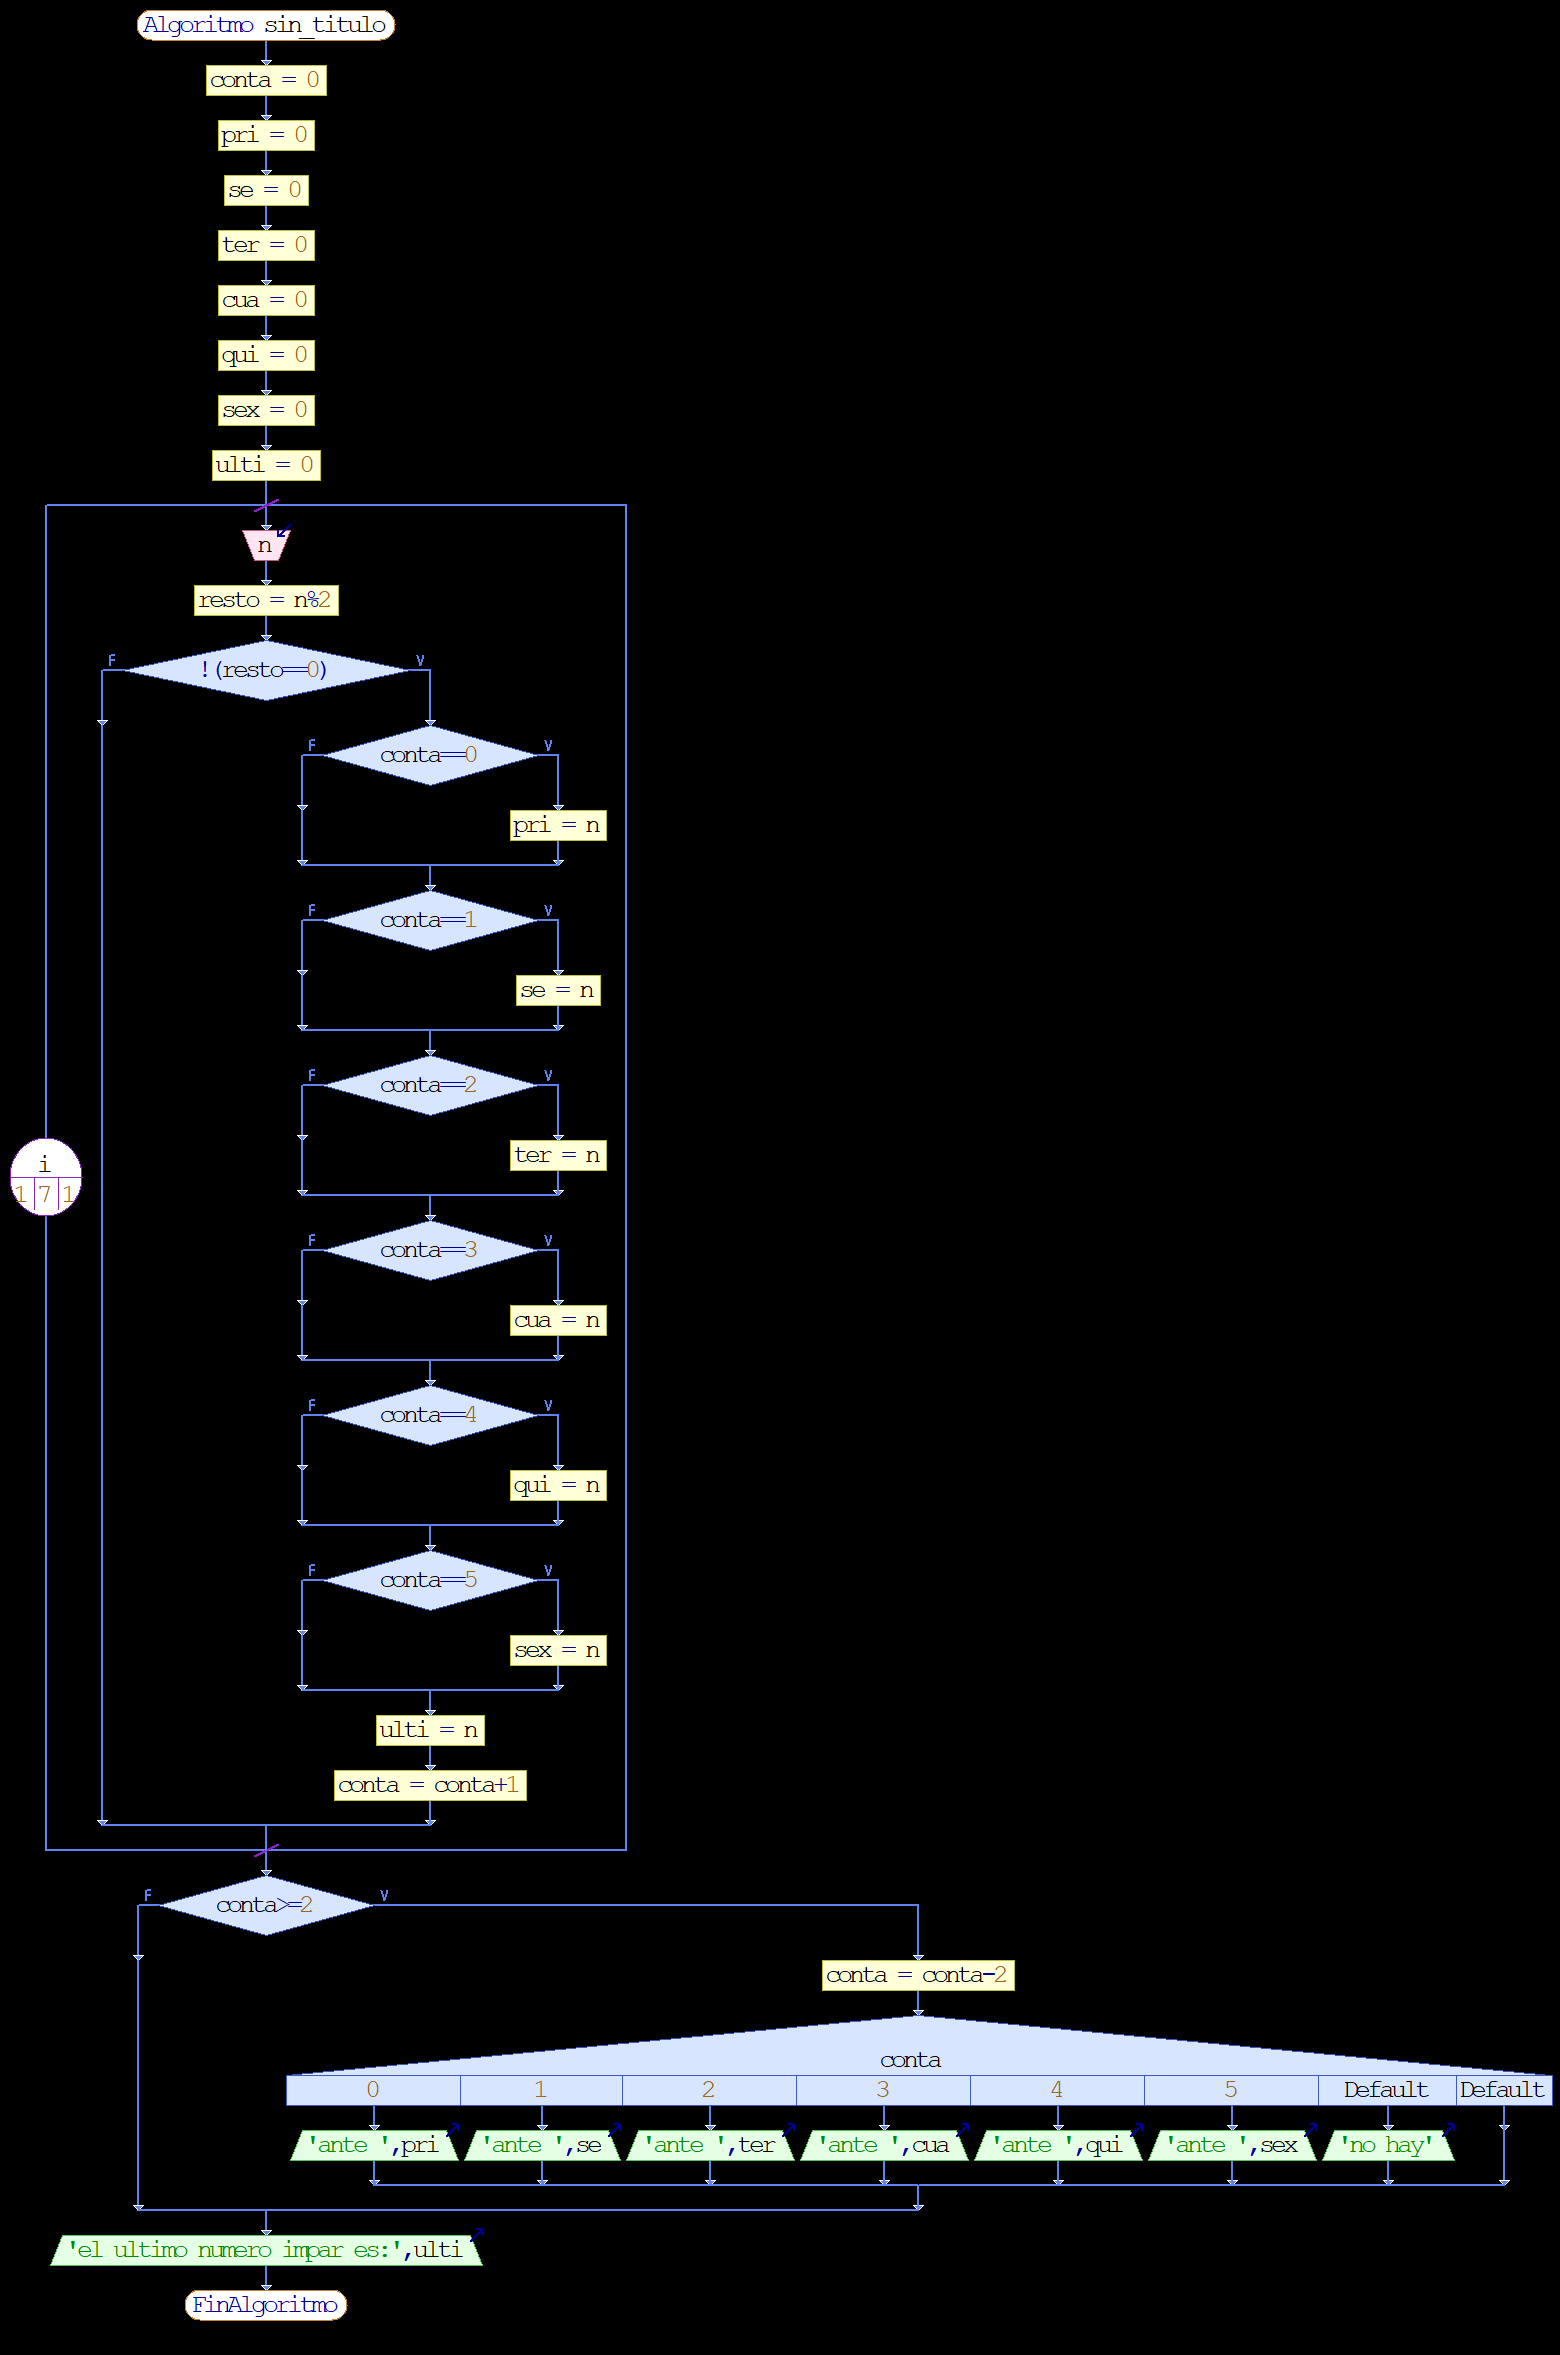 Algoritmo sin_titulo
conta = 0
pri = 0
se = 0
ter = 0
cua = 0
qui = 0
sex = 0
ulti = 0
n
resto = n%2
F !(resto==0) V
F conta==0 V
pri = n
F conta==1 V
se = n
F conta==2 V
ter = n
i
1 7 1
F conta==3 V
cua = n
F conta==4 V
qui = n
F conta==5 V
sex = n
ulti = n
conta = conta+1
F conta>=2 V
conta = conta-2
conta
0 1 2 3 4 5 Default Default
'ante ',pri 'ante ',se 'ante ',ter 'ante ',cua 'ante ',qui 'ante ',sex 'no hay'
'el ultimo numero impar es:',ulti
FinAlgoritmo